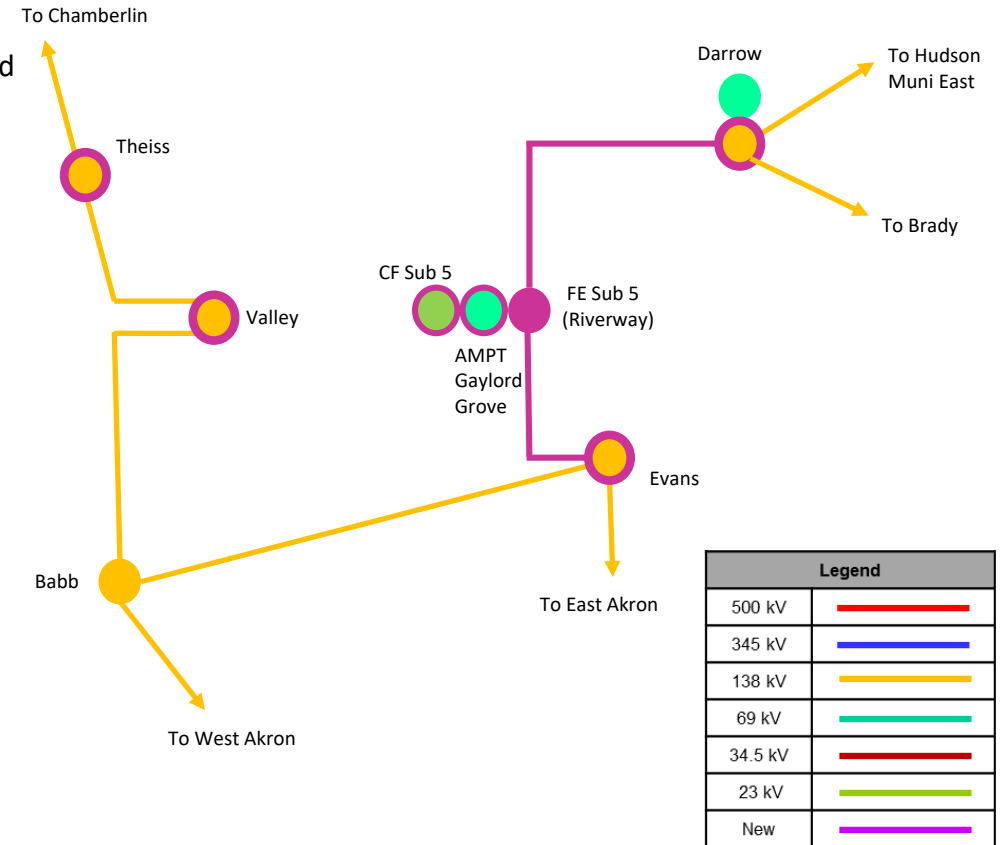 To Chamberlin
d
Darrow
To Hudson
Muni East
Theiss
To Brady
CF Sub 5
FE Sub 5
(Riverway)
Valley
AMPT
Gaylord
Grove
Evans
Babb
To East Akron
To West Akron
Legend
500 kV
345 kV
138 kV
69 kV
34.5 kV
23 kV
New